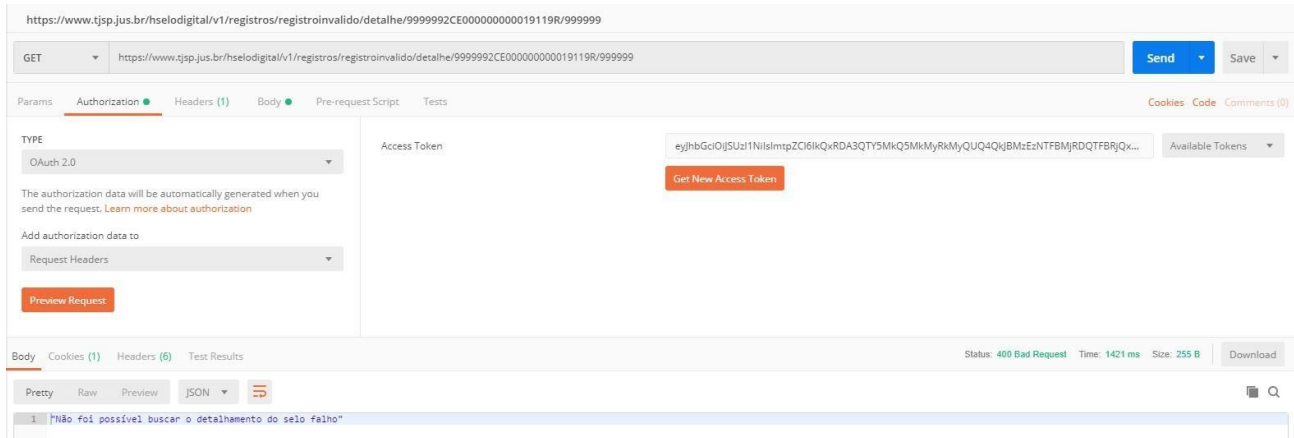 https://www.tjsp.jus.br/hselodigital/v1/registros/registroinvalido/detalhe/9999992CE000000000019119R/999999
GET https://www.tjsp.jus.br/hselodigital/v1/registros/registroinvalido/detalhe/9999992CE000000000019119R/999999 Send Save
Params Authorization Headers (1) Body Pre-request Script Tests Cookies Code Comments (0)
TYPE
OAuth 2.0
The authorization data will be automatically generated when you
send the request. Learn more about authorization
Add authorization data to
Request Headers
Preview Request
Access Token
Available Tokens
Get New Access Token
Body Cookies (1) Headers (6) Test Results Status: 400 Bad Request Time: 1421 ms Size: 255 B Download
Pretty Raw Preview JSON
1 "Não foi possível buscar o detalhamento do selo falho"